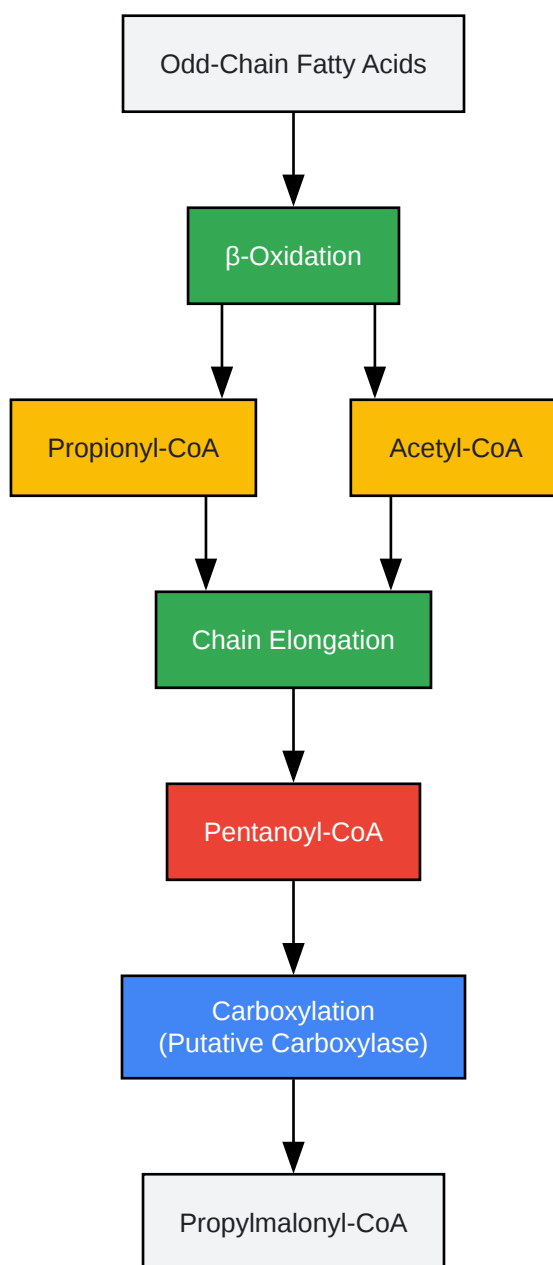 Odd-Chain Fatty Acids
β-Oxidation
Propionyl-CoA
Acetyl-CoA
Chain Elongation
Pentanoyl-CoA
Carboxylation
(Putative Carboxylase)
Propylmalonyl-CoA